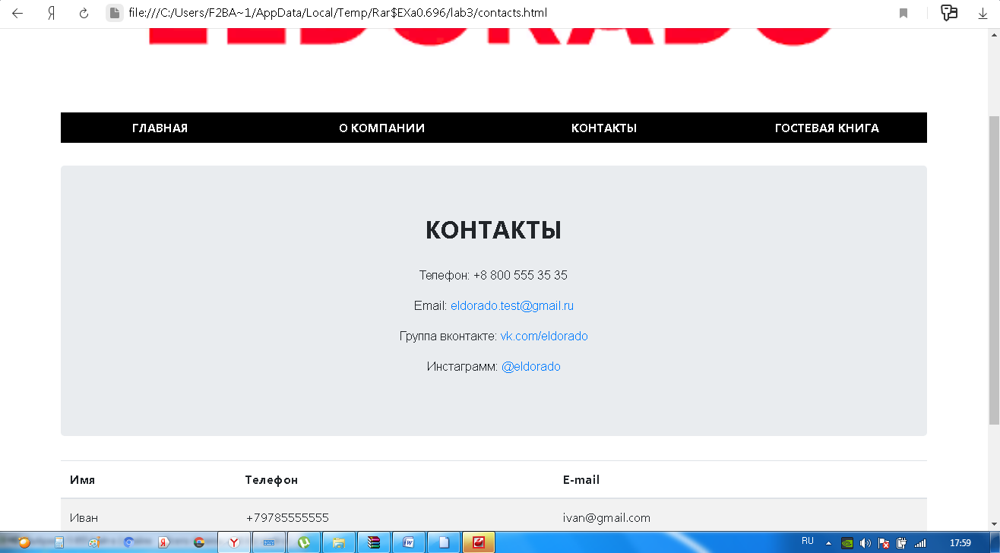 file:///C:/Users/F2BA~1/AppData/Local/Temp/Rar$EXa0.696/lab3/contacts.html
ELDORADO
ГЛАВНАЯ О КОМПАНИИ КОНТАКТЫ ГОСТЕВАЯ КНИГА
КОНТАКТЫ
Телефон: +8 800 555 35 35
Email: eldorado.test@gmail.ru
Группа вконтакте: vk.com/eldorado
Инстаграмм: @eldorado
Имя Телефон E-mail
Иван +79785555555 ivan@gmail.com
RU 17:59